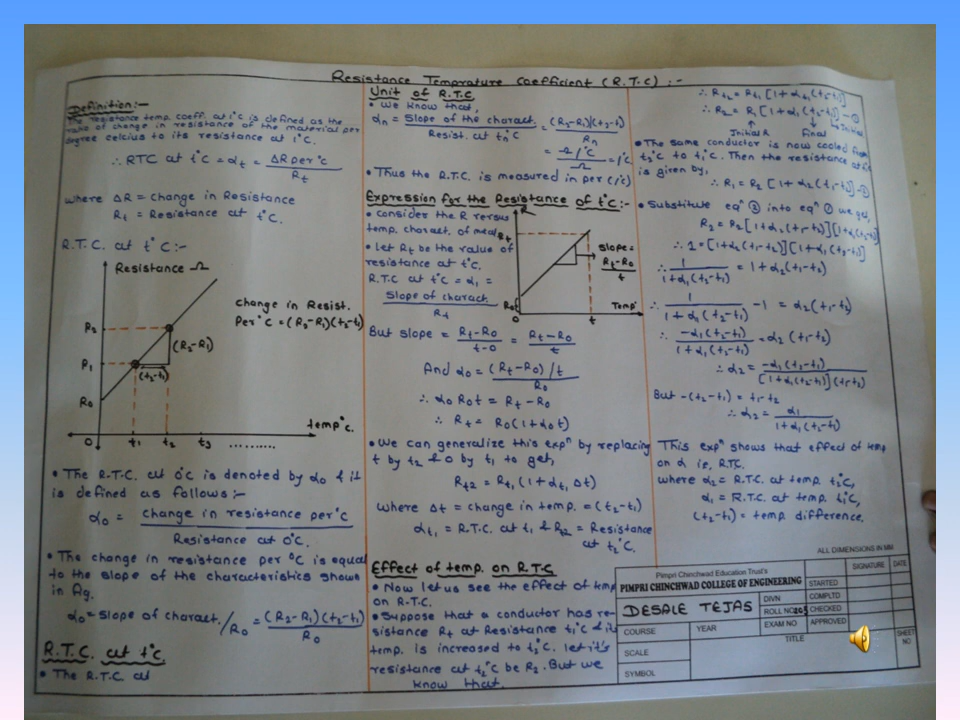 Resistance Temprature Coefficient (R.T.C) :-
Definition:-
The resistance temp. coeff. at t°C is defined as the
ratio of change in resistance of the material per
degree celcius to its resistance at t°C.
∴ RTC at t°C = αt = ΔR per °c / Rt
where ΔR = change in Resistance
Rt = Resistance at t°C.
R.T.C. at t°C :-
Resistance Ω
change in Resist.
Per °C = (R2-R1)(t2-t1)
R2
(R2-R1)
R1
(t2-t1)
R0
temp°c.
0 t1 t2 t3 ..........
• The R.T.C. at 0°C is denoted by α0 & it
is defined as follows :-
α0 = change in resistance per °C / Resistance at 0°C.
• The change in resistance per °C is equal
to the slope of the characteristics shown
in fig.
α0 = slope of charact. / R0 = (R2-R1)(t2-t1) / R0
R.T.C. at t°C
• The R.T.C at
Unit of R.T.C.
• We know that,
αn = Slope of the charact. / Resist. at tn°C = (R2-R1)(t2-t1) / Rn
= Ω/°C / Ω = /°C
• Thus the R.T.C. is measured in per (/°C)
Expression for the Resistance of t°C :-
• consider the R versus
temp. charact. of
• let Rt be the value of
resistance at t°C.
R.T.C at t°C = α1 =
slope of charact. / Rt
R
Rt
slope =
Rt-R0 / t
R0
Temp°
0 t
But slope = Rt-R0 / t-0 = Rt-R0 / t
And α0 = (Rt-R0)/t / R0
∴ α0 R0t = Rt-R0
∴ Rt = R0(1+α0t)
• We can generalize this expn by replacing
t by t2 & 0 by t1 to get,
Rt2 = Rt1 (1+αt1 Δt)
where Δt = change in temp. = (t2-t1)
αt1 = R.T.C. at t1 & Rt2 = Resistance
at t2°C.
Effect of temp. on R.T.C
• Now let us see the effect of temp
on R.T.C.
• Suppose that a conductor has re-
sistance Rt at Resistance t1°C & its
temp. is increased to t2°C. let it's
resistance at t2°C be R2. But we
know that.
∴ Rt2 = Rt1 [1+αt1(t2-t1)]
∴ R2 = R1 [1+α1(t2-t1)] -①
Initial R Final Initial
• The same conductor is now cooled from
t2°C to t1°C. Then the resistance at t1°C
is given by,
∴ R1 = R2 [1+α2(t1-t2)] -②
• Substitute eqn ② into eqn ① we get,
R2 = R2[1+α2(t1-t2)][1+α1(t2-t1)]
∴ 1 = [1+α2(t1-t2)][1+α1(t2-t1)]
∴ 1 / 1+α1(t2-t1) = 1+α2(t1-t2)
∴ 1 / 1+α1(t2-t1) - 1 = α2(t1-t2)
∴ -α1(t2-t1) / 1+α1(t2-t1) = α2(t1-t2)
∴ α2 = -α1(t2-t1) / [1+α1(t2-t1)](t1-t2)
But -(t2-t1) = t1-t2
∴ α2 = α1 / 1+α1(t2-t1)
This expn shows that effect of temp
on α ie, R.T.C.
where α2 = R.T.C. at temp. t2°C,
α1 = R.T.C. at temp. t1°C,
(t2-t1) = temp. difference.
ALL DIMENSIONS IN MM
Pimpri Chinchwad Education Trust's
PIMPRI CHINCHWAD COLLEGE OF ENGINEERING
SIGNATURE DATE
STARTED
DESALE TEJAS
DIVN COMPLTD
ROLL NO 203 CHECKED
EXAM NO APPROVED
COURSE YEAR TITLE
SCALE
SYMBOL
SHEET NO